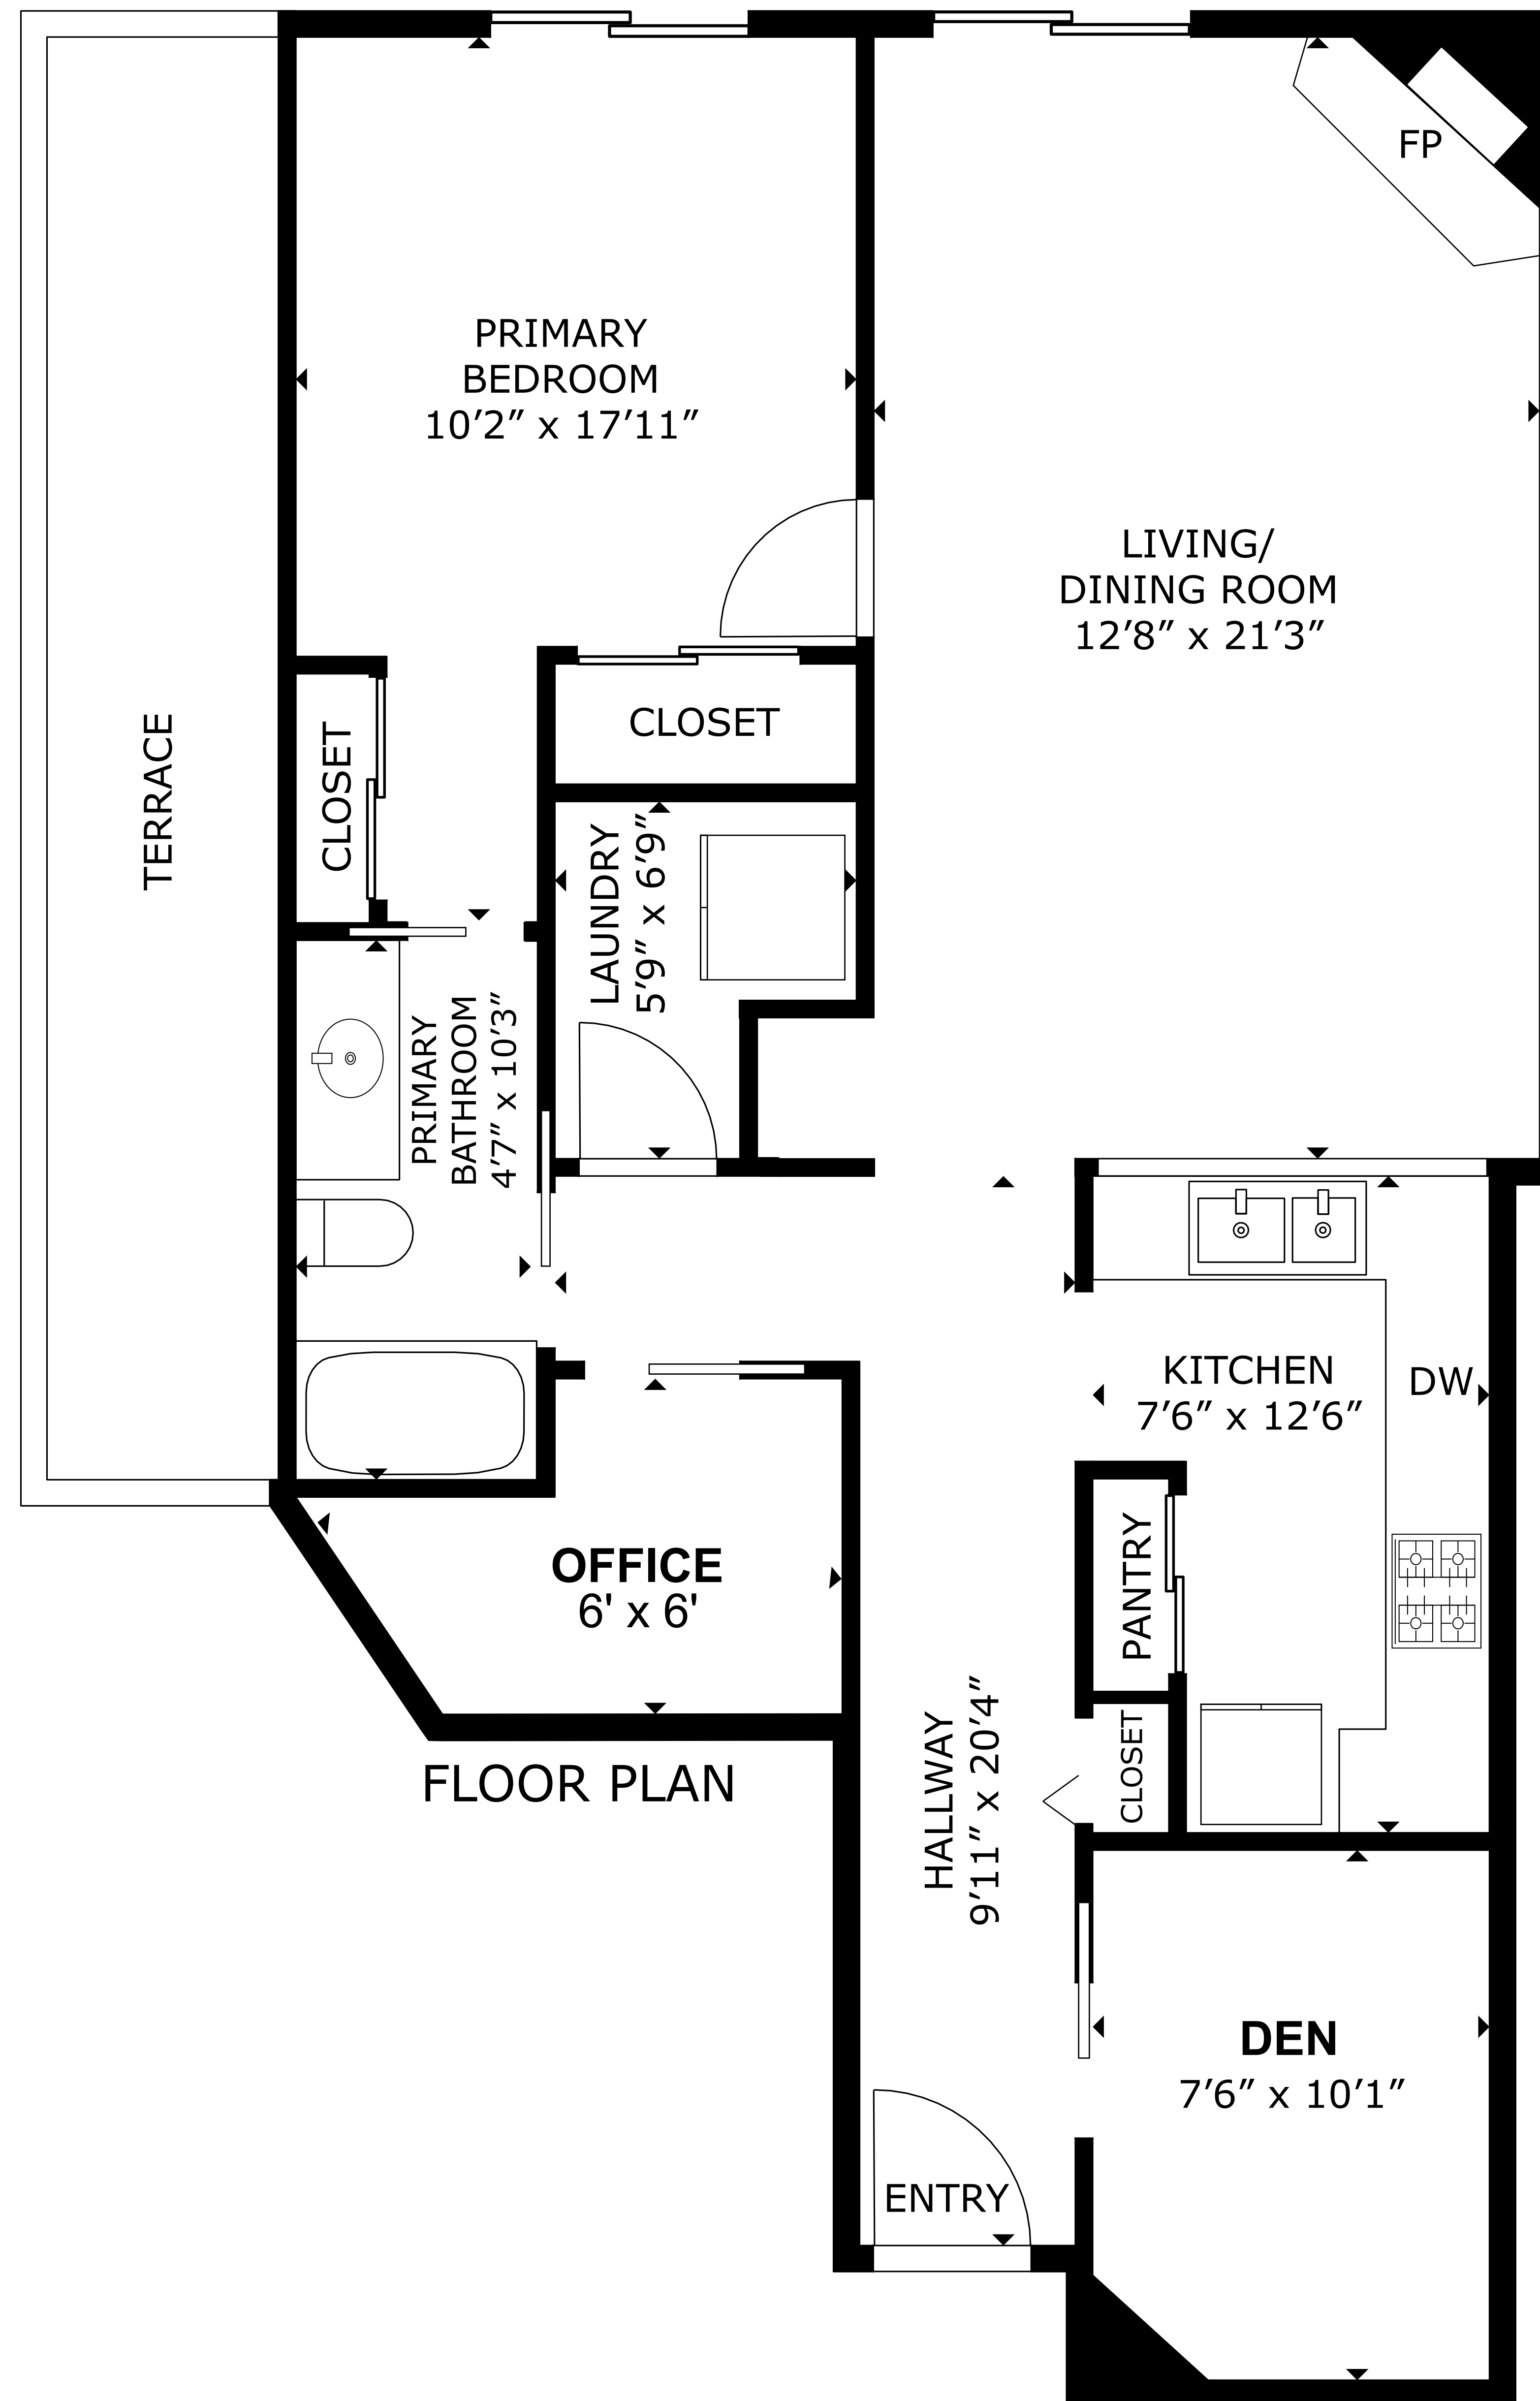 FP
PRIMARY
BEDROOM
10’2” x 17’11”
LIVING/
DINING ROOM
12’8” x 21’3”
TERRACE
CLOSET
CLOSET
LAUNDRY
5’9” x 6’9”
PRIMARY
BATHROOM
4’7” x 10’3”
KITCHEN
7’6” x 12’6”
DW
PANTRY
OFFICE
6' x 6'
FLOOR PLAN
HALLWAY
9’11” x 20’4”
CLOSET
DEN
7’6” x 10’1”
ENTRY